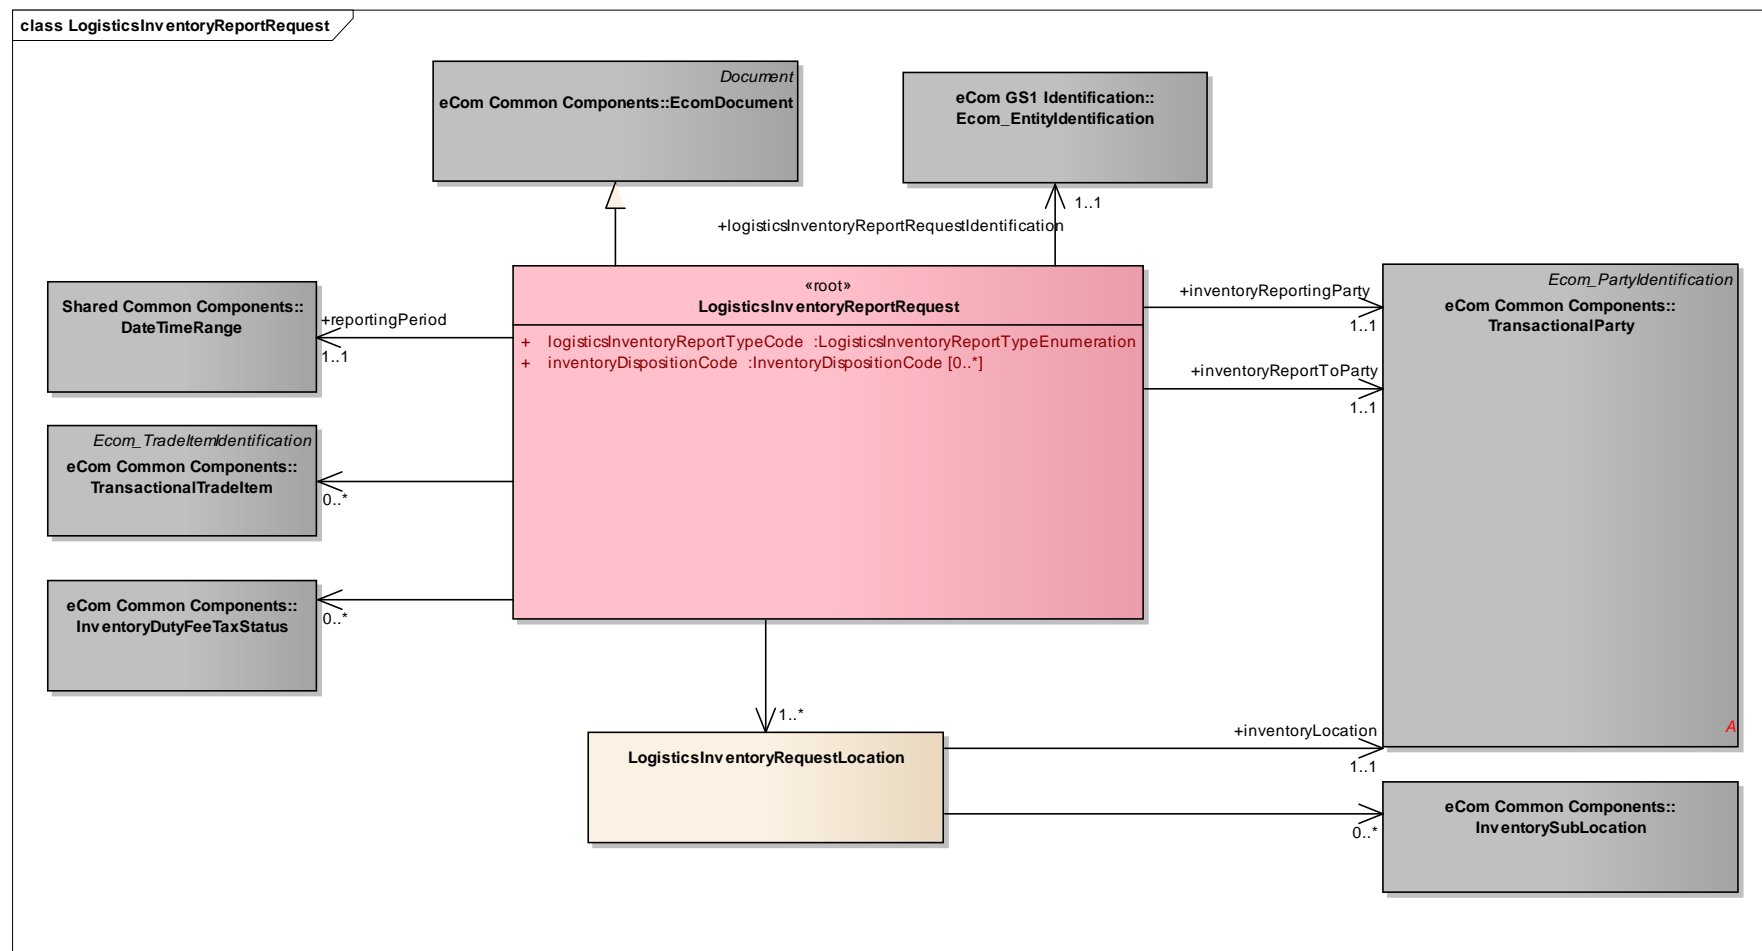 class LogisticsInventoryReportRequest
Document
eCom Common Components::EcomDocument
eCom GS1 Identification::
Ecom_EntityIdentification
1..1
+logisticsInventoryReportRequestIdentification
Shared Common Components::
DateTimeRange
+reportingPeriod
1..1
«root»
LogisticsInventoryReportRequest
+ logisticsInventoryReportTypeCode :LogisticsInventoryReportTypeEnumeration
+ inventoryDispositionCode :InventoryDispositionCode [0..*]
+inventoryReportingParty
1..1
+inventoryReportToParty
1..1
Ecom_PartyIdentification
eCom Common Components::
TransactionalParty
A
Ecom_TradeItemIdentification
eCom Common Components::
TransactionalTradeItem
0..*
eCom Common Components::
InventoryDutyFeeTaxStatus
0..*
1..*
LogisticsInventoryRequestLocation
+inventoryLocation
1..1
0..*
eCom Common Components::
InventorySubLocation